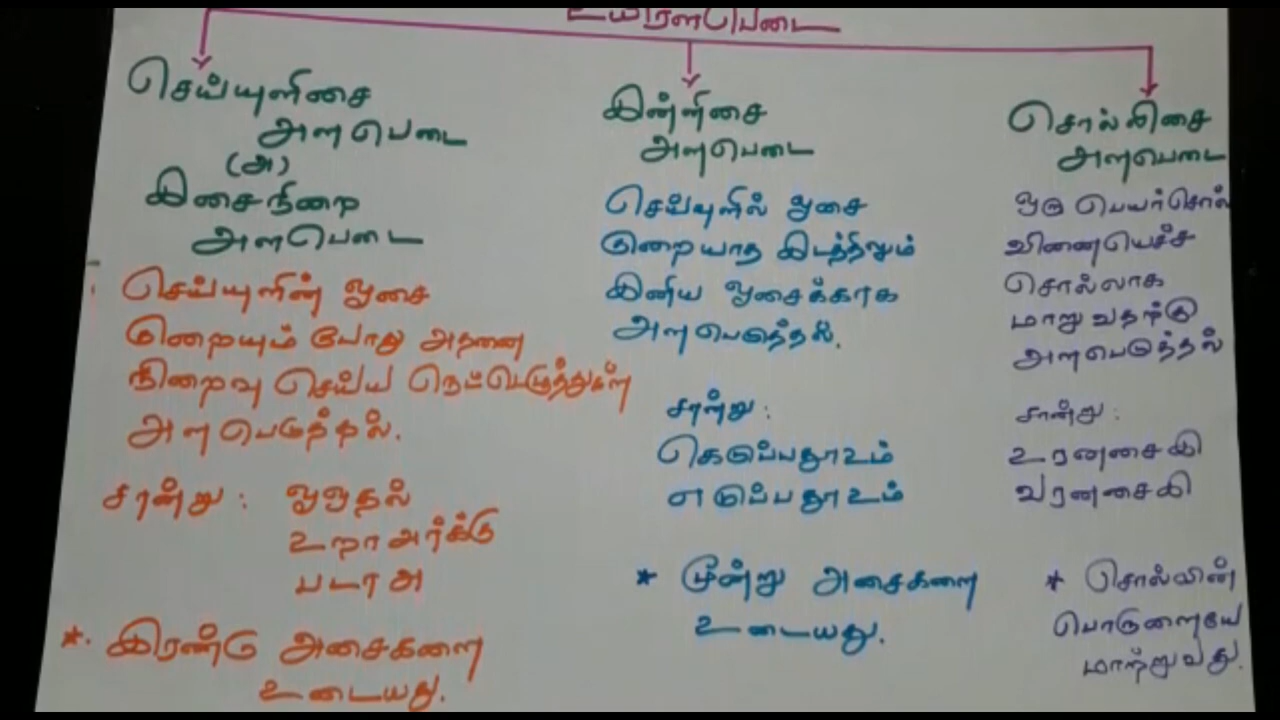 உயிரளபெடை
செய்யுளிசை
அளபெடை
(அ)
இசைநிறை
அளபெடை
செய்யுளின் ஓசை
குறையும் போது அதனை
நிறைவு செய்ய நெட்டெழுத்துகள்
அளபெடுத்தல்.
சான்று : ஓஒதல்
உறாஅர்க்கு
படாஅ
*. இரண்டு அசைகளை
உடையது.
இன்னிசை
அளபெடை
செய்யுளில் ஓசை
குறையாத இடத்திலும்
இனிய ஓசைக்காக
அளபெடுத்தல்.
சான்று :
கெடுப்பதூஉம்
எடுப்பதூஉம்
* மூன்று அசைகளை
உடையது.
சொல்லிசை
அளபெடை
ஒரு பெயர்சொல்
வினையெச்ச
சொல்லாக
மாறுவதற்கு
அளபெடுத்தல்
சான்று :
உரனசைஇ
வரனசைஇ
* சொல்லின்
பொருளையே
மாற்றுவது.